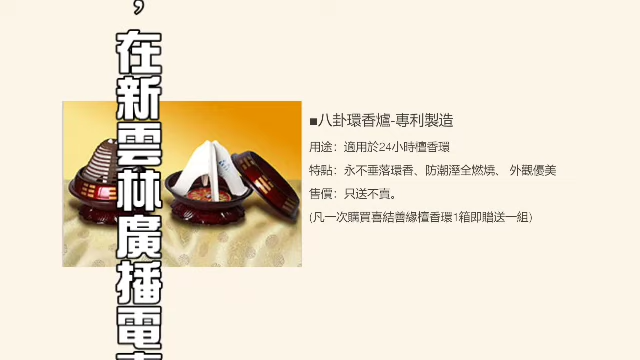 ，在新雲林廣播電
■八卦環香爐-專利製造
用途：適用於24小時檀香環
特點：永不垂落環香、防潮溼全燃燒、 外觀優美
售價：只送不賣。
(凡一次購買喜結善緣檀香環1箱即贈送一組)